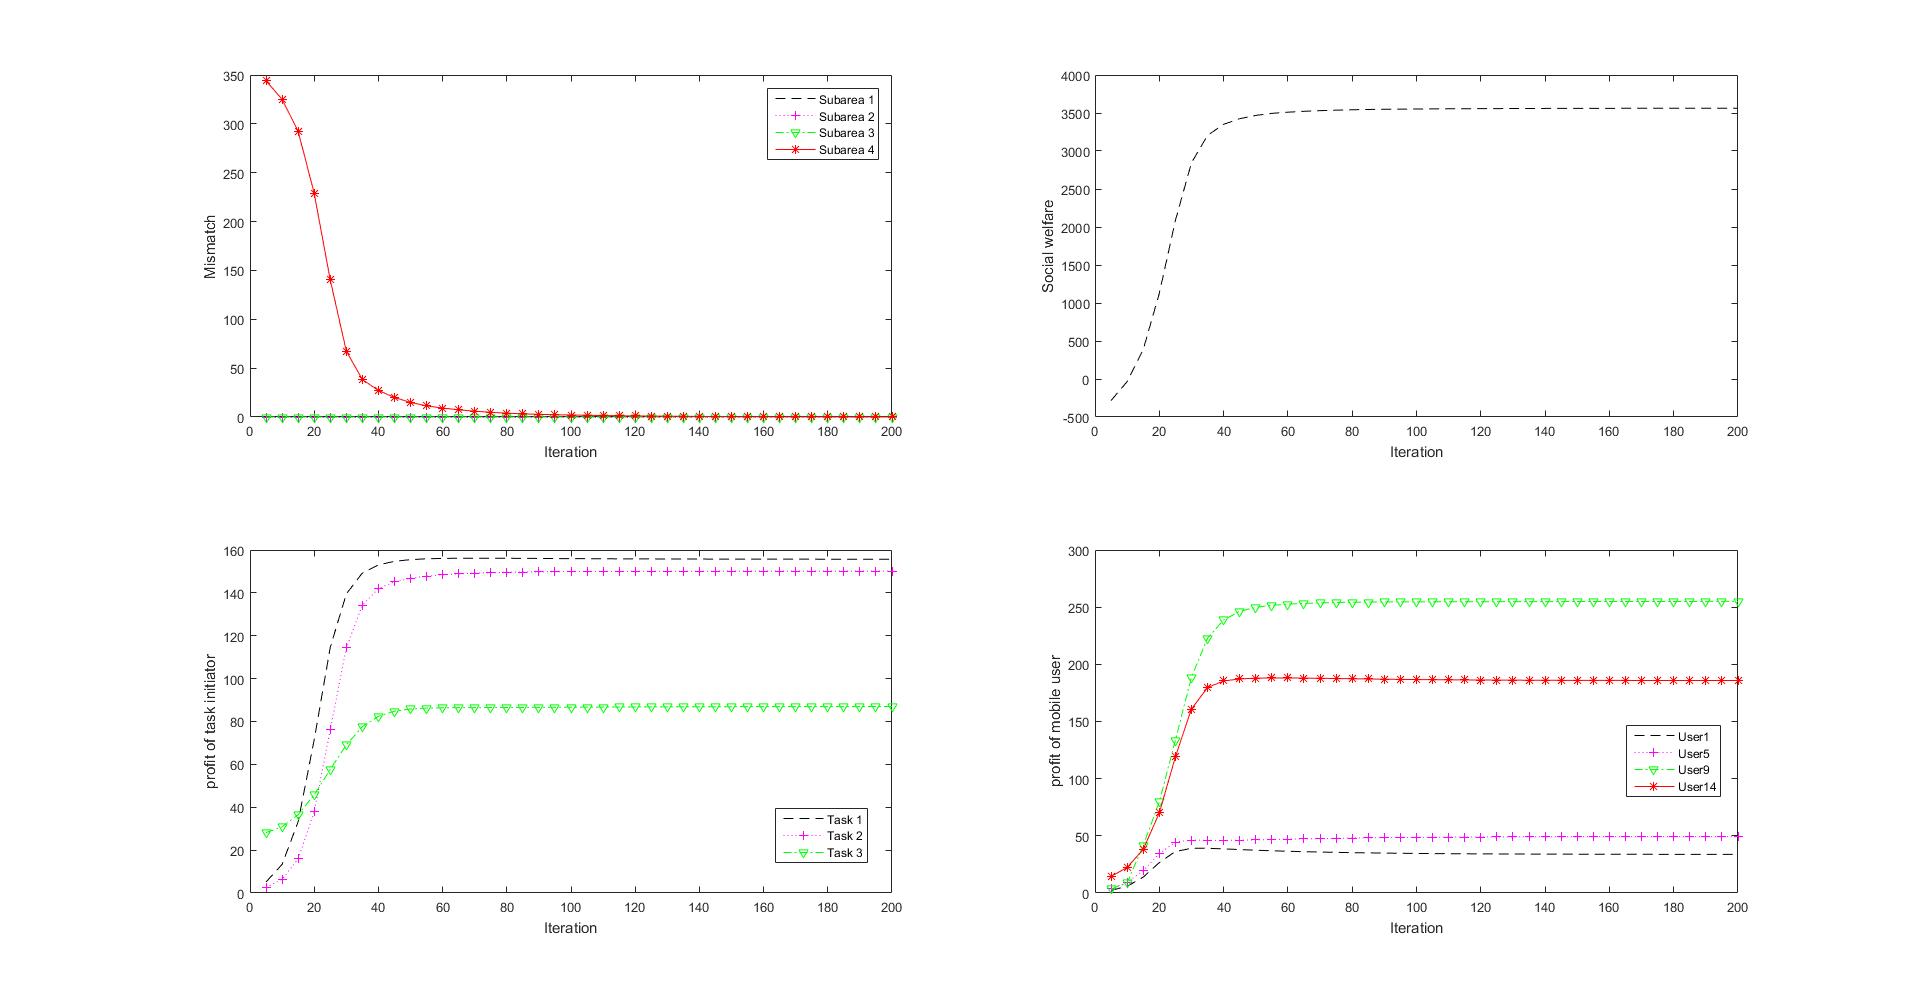 350
300
250
200
150
100
50
0
Mismatch
0 20 40 60 80 100 120 140 160 180 200
Iteration
Subarea 1
Subarea 2
Subarea 3
Subarea 4
4000
3500
3000
2500
2000
1500
1000
500
0
-500
Social welfare
0 20 40 60 80 100 120 140 160 180 200
Iteration
160
140
120
100
80
60
40
20
0
profit of task initiator
0 20 40 60 80 100 120 140 160 180 200
Iteration
Task 1
Task 2
Task 3
300
250
200
150
100
50
0
profit of mobile user
0 20 40 60 80 100 120 140 160 180 200
Iteration
User1
User5
User9
User14